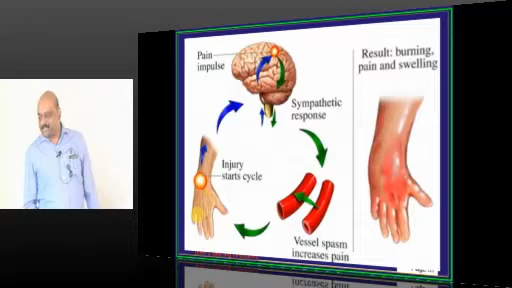 Pain
impulse
Sympathetic
response
Injury
starts cycle
Vessel spasm
increases pain
Result: burning,
pain and swelling